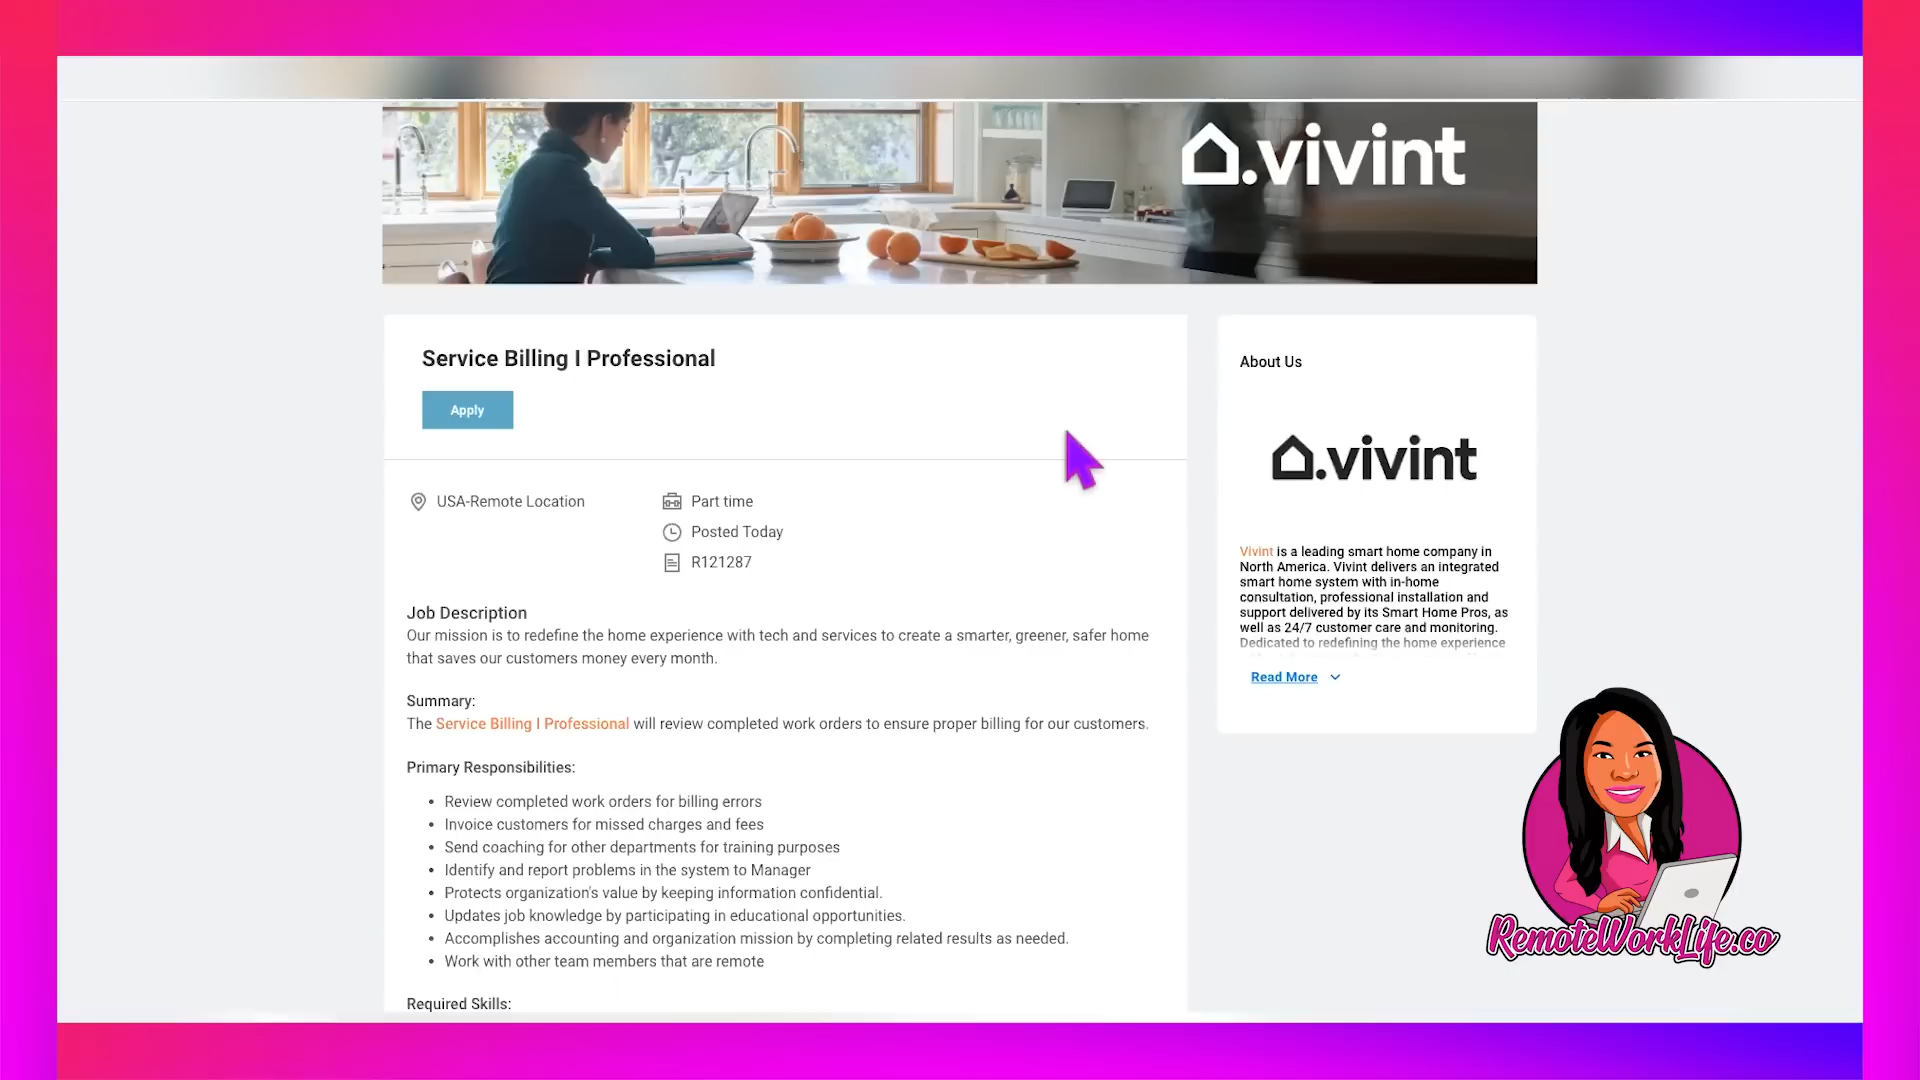 .vivint
Service Billing I Professional
Apply
USA-Remote Location
Part time
Posted Today
R121287
Job Description
Our mission is to redefine the home experience with tech and services to create a smarter, greener, safer home
that saves our customers money every month.
Summary:
The Service Billing I Professional will review completed work orders to ensure proper billing for our customers.
Primary Responsibilities:
• Review completed work orders for billing errors
• Invoice customers for missed charges and fees
• Send coaching for other departments for training purposes
• Identify and report problems in the system to Manager
• Protects organization's value by keeping information confidential.
• Updates job knowledge by participating in educational opportunities.
• Accomplishes accounting and organization mission by completing related results as needed.
• Work with other team members that are remote
Required Skills:
About Us
.vivint
Vivint is a leading smart home company in
North America. Vivint delivers an integrated
smart home system with in-home
consultation, professional installation and
support delivered by its Smart Home Pros, as
well as 24/7 customer care and monitoring.
Dedicated to redefining the home experience
Read More
RemoteWorkLife.co